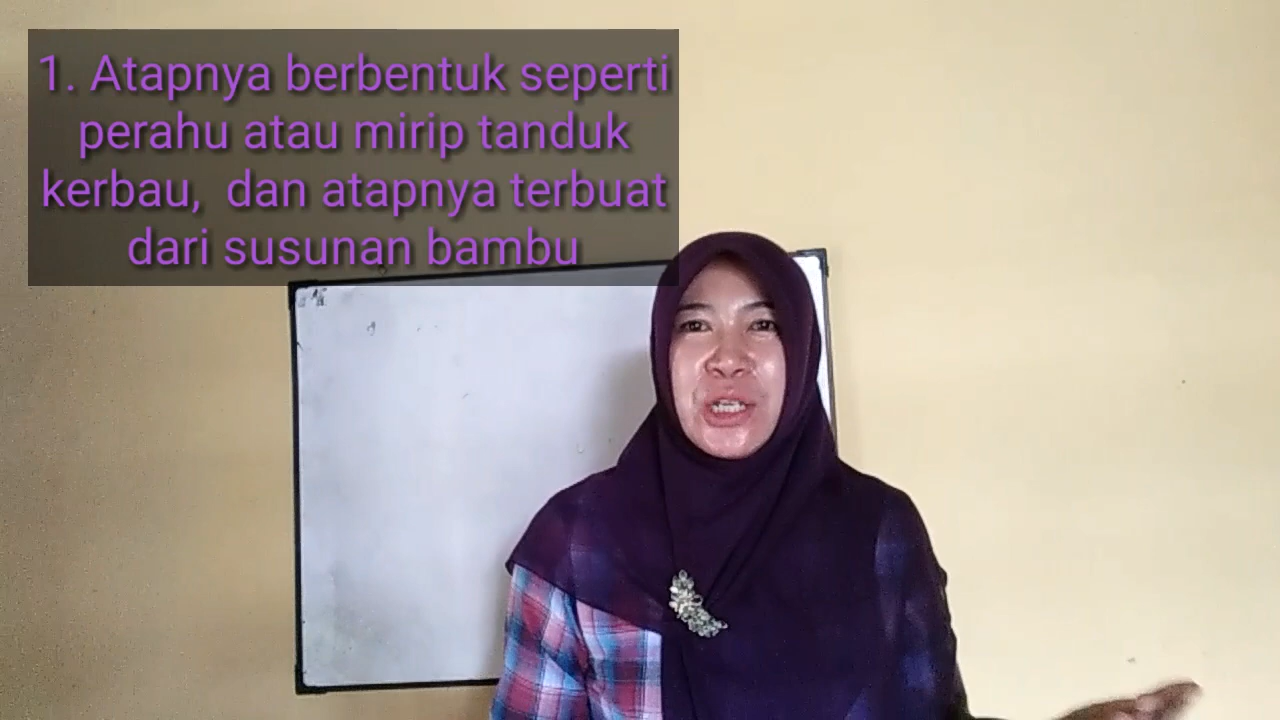 1. Atapnya berbentuk seperti
perahu atau mirip tanduk
kerbau, dan atapnya terbuat
dari susunan bambu